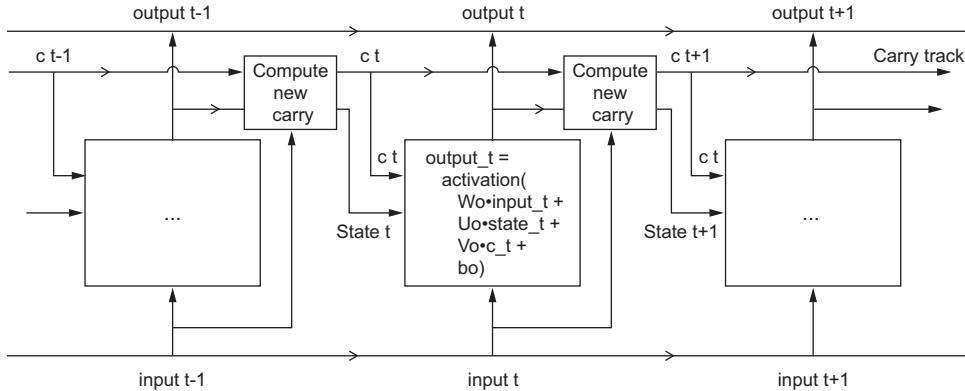 output t-1
output t
output t+1
c t-1
Compute
new
carry
c t
Compute
new
carry
c t+1
Carry track
...
c t
State t
output_t =
activation(
Wo•input_t +
Uo•state_t +
Vo•c_t +
bo)
c t
State t+1
...
input t-1
input t
input t+1